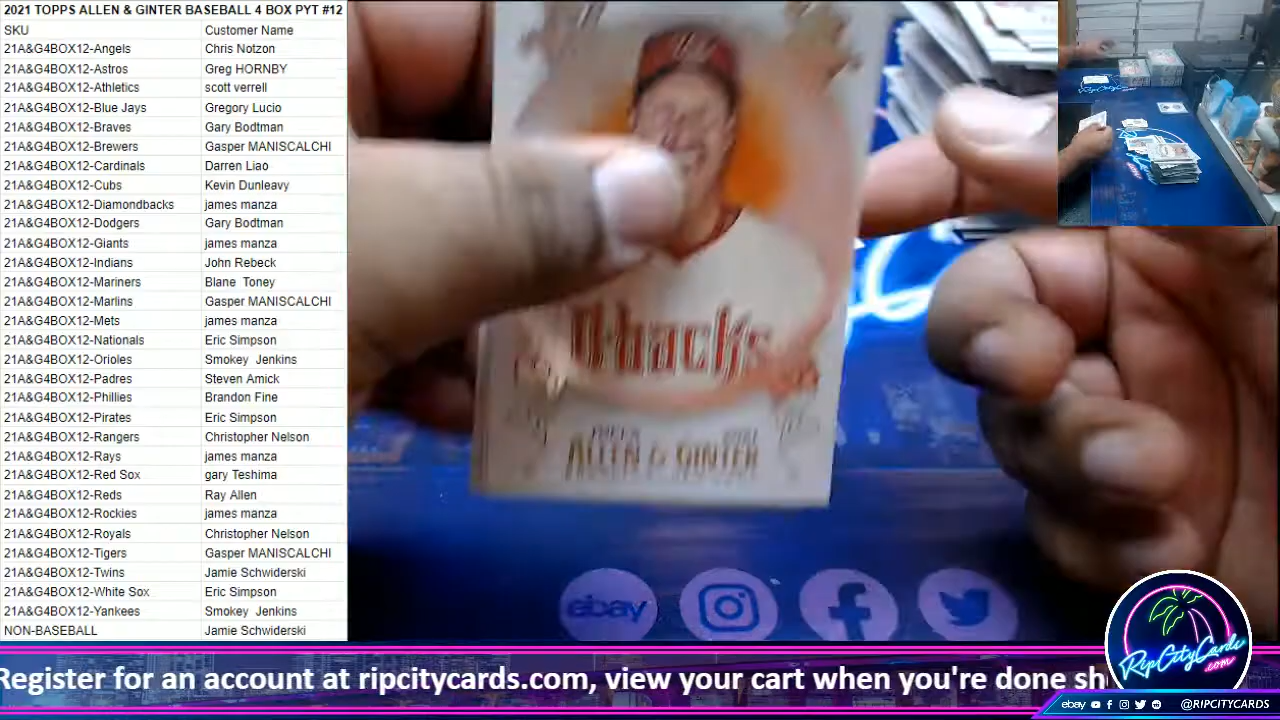 2021 TOPPS ALLEN & GINTER BASEBALL 4 BOX PYT #12
SKU Customer Name
21A&G4BOX12-Angels Chris Notzon
21A&G4BOX12-Astros Greg HORNBY
21A&G4BOX12-Athletics scott verrell
21A&G4BOX12-Blue Jays Gregory Lucio
21A&G4BOX12-Braves Gary Bodtman
21A&G4BOX12-Brewers Gasper MANISCALCHI
21A&G4BOX12-Cardinals Darren Liao
21A&G4BOX12-Cubs Kevin Dunleavy
21A&G4BOX12-Diamondbacks james manza
21A&G4BOX12-Dodgers Gary Bodtman
21A&G4BOX12-Giants james manza
21A&G4BOX12-Indians John Rebeck
21A&G4BOX12-Mariners Blane Toney
21A&G4BOX12-Marlins Gasper MANISCALCHI
21A&G4BOX12-Mets james manza
21A&G4BOX12-Nationals Eric Simpson
21A&G4BOX12-Orioles Smokey Jenkins
21A&G4BOX12-Padres Steven Amick
21A&G4BOX12-Phillies Brandon Fine
21A&G4BOX12-Pirates Eric Simpson
21A&G4BOX12-Rangers Christopher Nelson
21A&G4BOX12-Rays james manza
21A&G4BOX12-Red Sox gary Teshima
21A&G4BOX12-Reds Ray Allen
21A&G4BOX12-Rockies james manza
21A&G4BOX12-Royals Christopher Nelson
21A&G4BOX12-Tigers Gasper MANISCALCHI
21A&G4BOX12-Twins Jamie Schwiderski
21A&G4BOX12-White Sox Eric Simpson
21A&G4BOX12-Yankees Smokey Jenkins
NON-BASEBALL Jamie Schwiderski
D-backs
TOPPS 2021
ALLEN & GINTER
ebay
RipCityCards
.com
Register for an account at ripcitycards.com, view your cart when you're done sh
ebay @RIPCITYCARDS